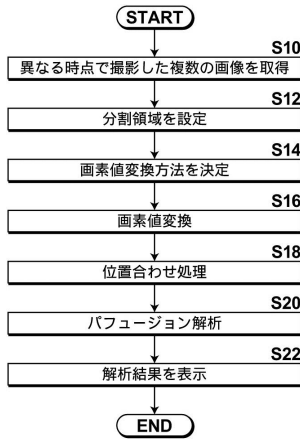 START
S10
異なる時点で撮影した複数の画像を取得
S12
分割領域を設定
S14
画素値変換方法を決定
S16
画素値変換
S18
位置合わせ処理
S20
パフュージョン解析
S22
解析結果を表示
END